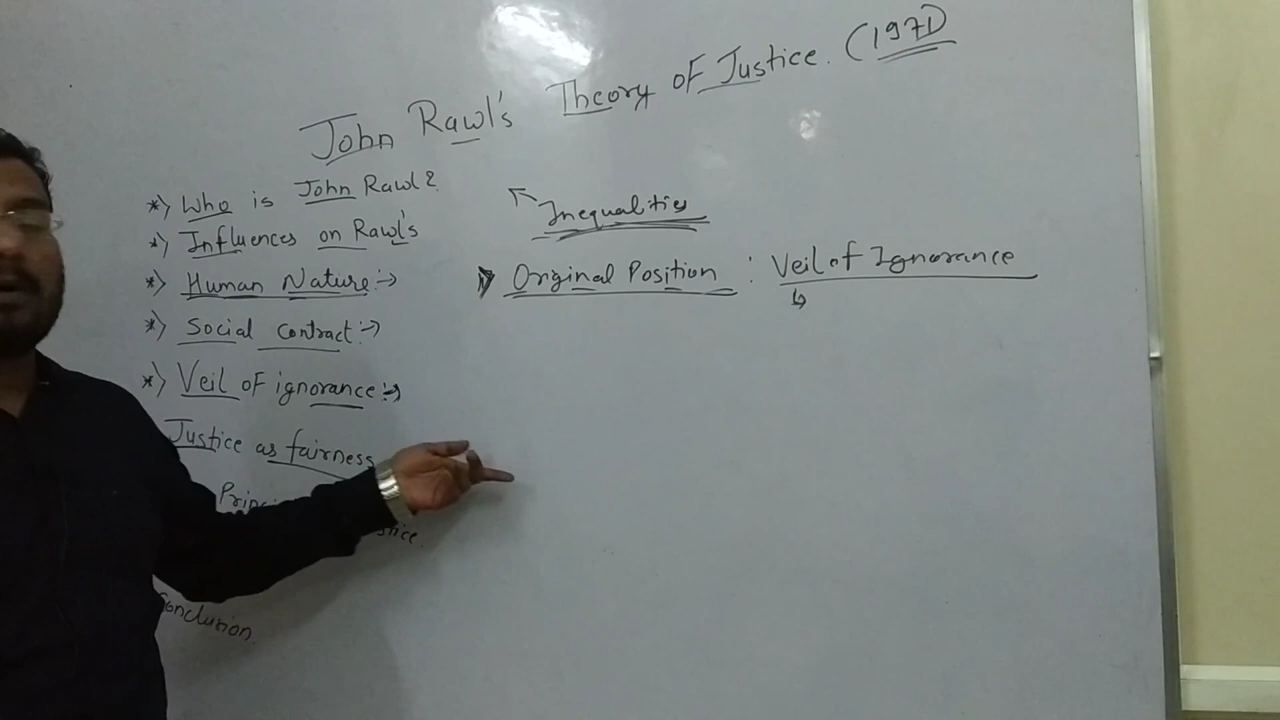 John Rawl's Theory of Justice. (1971)
*) Who is John Rawl?
*) Influences on Rawl's
*) Human Nature :->
*) Social contract :->
*) Veil of ignorance :->
Justice as fairness
Conclusion
Inequalities
Original Position : Veil of Ignorance